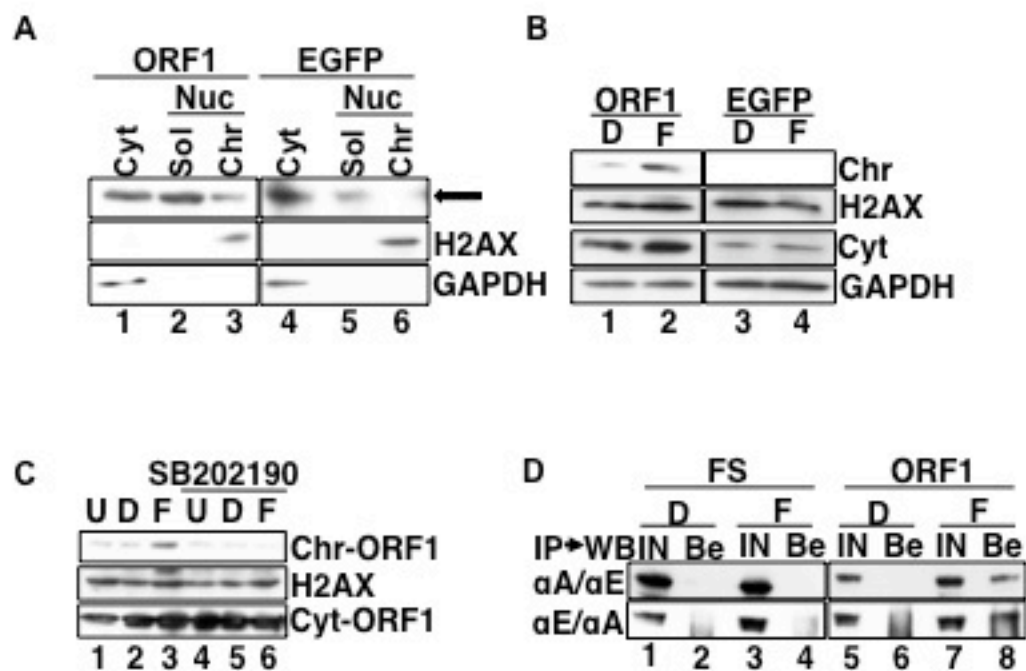 A
ORF1 EGFP
Nuc Nuc
Cyt Sol Chr Cyt Sol Chr
H2AX
GAPDH
1 2 3 4 5 6
B
ORF1 EGFP
D F D F
Chr
H2AX
Cyt
GAPDH
1 2 3 4
C
SB202190
U D F U D F
Chr-ORF1
H2AX
Cyt-ORF1
1 2 3 4 5 6
D
FS ORF1
D F D F
IP➔WB IN Be IN Be IN Be IN Be
αA/αE
αE/αA
1 2 3 4 5 6 7 8